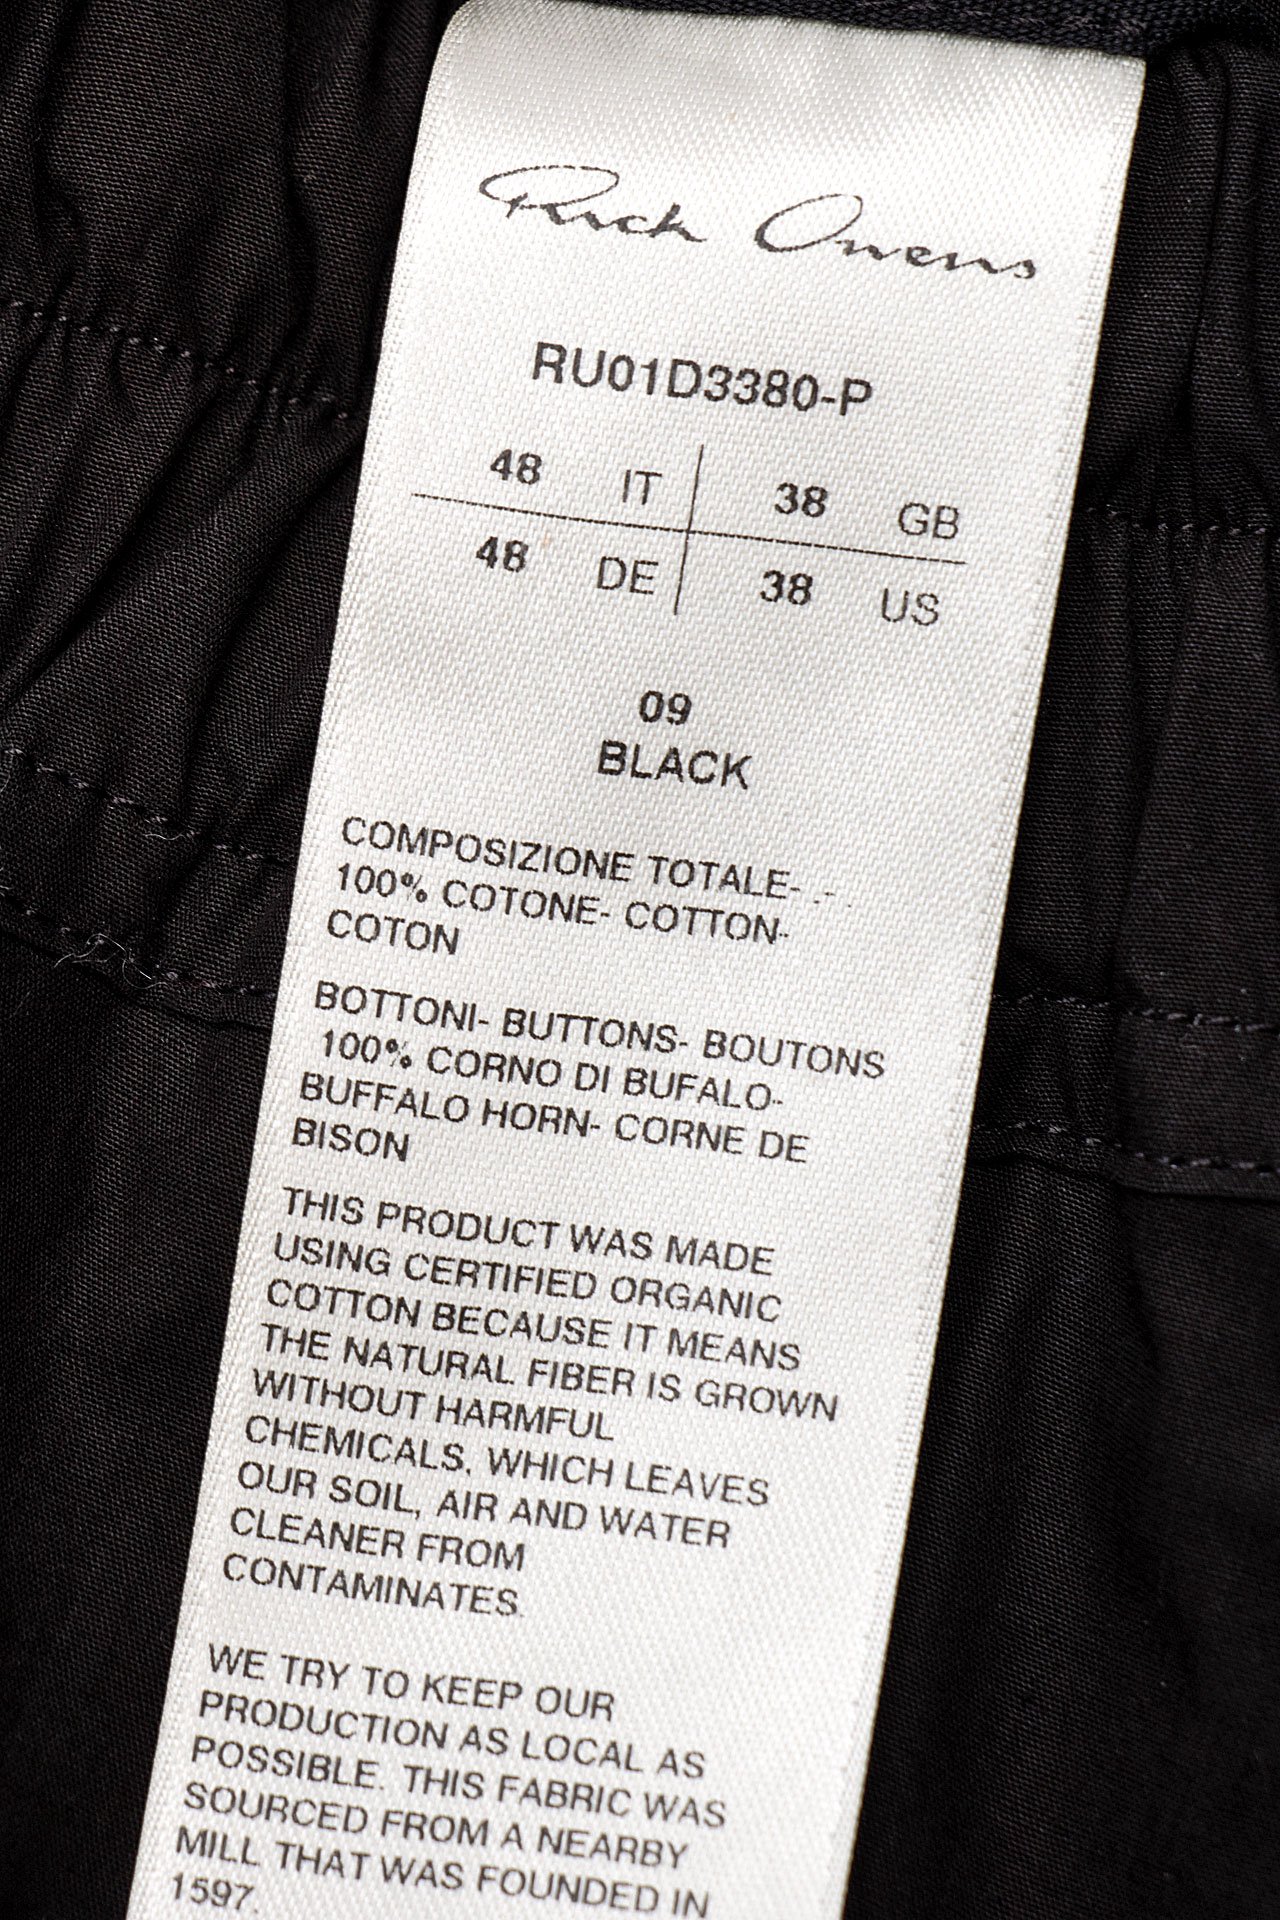 Rick Owens
RU01D3380-P
48 IT 38 GB
48 DE 38 US
09
BLACK
COMPOSIZIONE TOTALE- .- .
100% COTONE- COTTON-
COTON
BOTTONI- BUTTONS- BOUTONS
100% CORNO DI BUFALO-
BUFFALO HORN- CORNE DE
BISON
THIS PRODUCT WAS MADE
USING CERTIFIED ORGANIC
COTTON BECAUSE IT MEANS
THE NATURAL FIBER IS GROWN
WITHOUT HARMFUL
CHEMICALS, WHICH LEAVES
OUR SOIL, AIR AND WATER
CLEANER FROM
CONTAMINATES.
WE TRY TO KEEP OUR
PRODUCTION AS LOCAL AS
POSSIBLE. THIS FABRIC WAS
SOURCED FROM A NEARBY
MILL THAT WAS FOUNDED IN
1597.